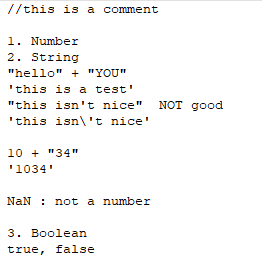 //this is a comment
1. Number
2. String
"hello" + "YOU"
'this is a test'
"this isn't nice"  NOT good
'this isn\'t nice'
10 + "34"
'1034'
NaN : not a number
3. Boolean
true, false